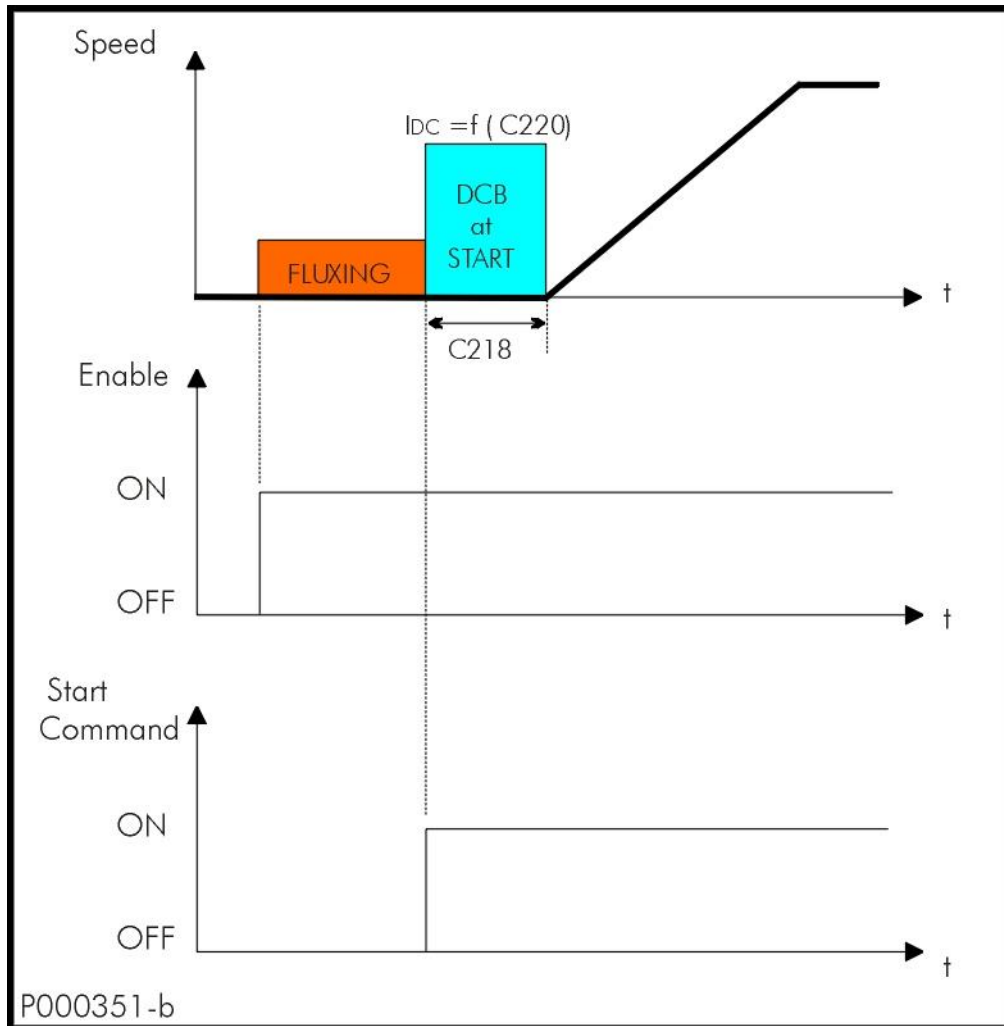 Speed
IDC =f ( C220)
DCB
at
START
FLUXING
t
C218
Enable
ON
OFF
t
Start
Command
ON
OFF
t
P000351-b